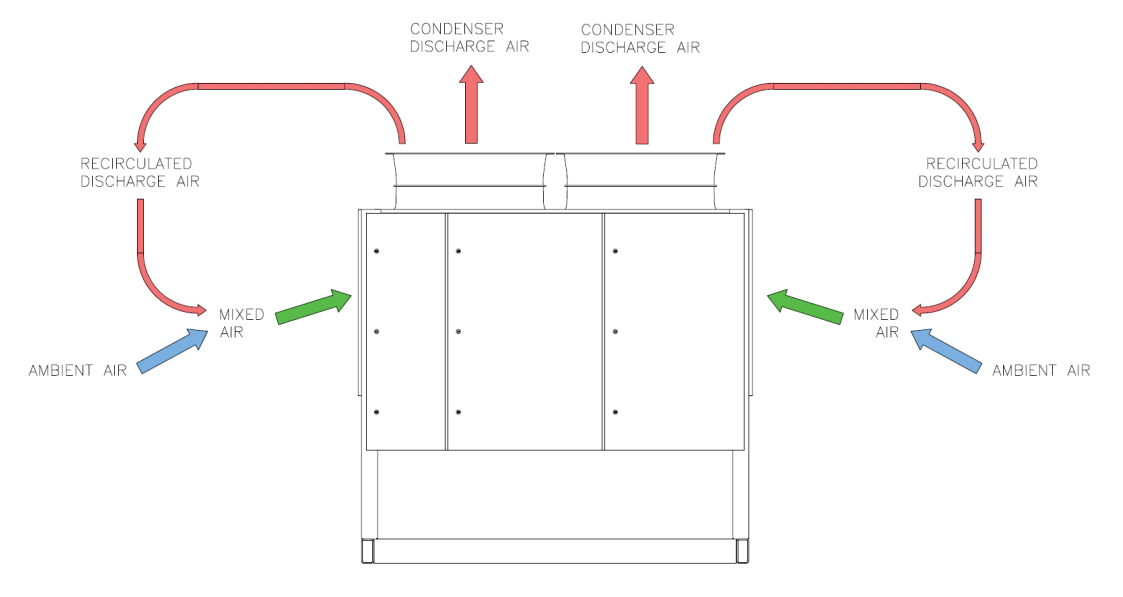 CONDENSER
DISCHARGE AIR
CONDENSER
DISCHARGE AIR
RECIRCULATED
DISCHARGE AIR
RECIRCULATED
DISCHARGE AIR
MIXED
AIR
MIXED
AIR
AMBIENT AIR
AMBIENT AIR